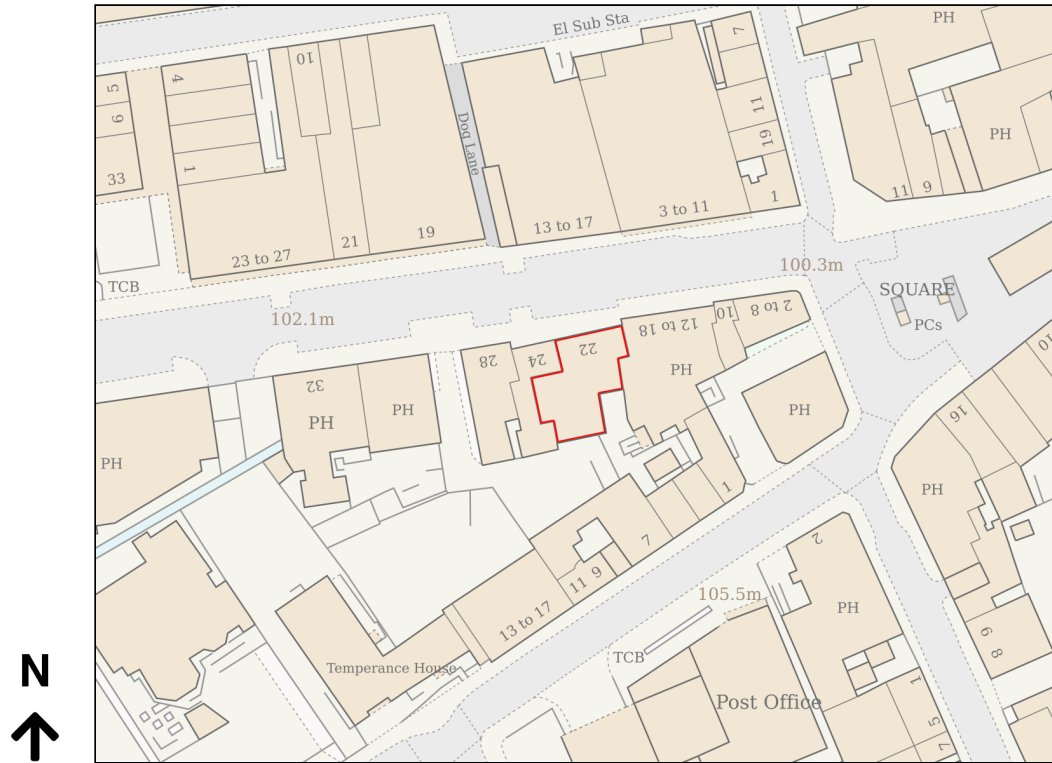 El Sub Sta
PH
7
4
10
5
6
11
19
PH
Dog Lane
1
33
11
9
3 to 11
1
13 to 17
19
21
23 to 27
TCB
100.3m
SQUARE
PCs
102.1m
2 to 8
10
12 to 18
22
24
28
10
PH
32
PH
PH
PH
16
PH
PH
1
7
9
11
13 to 17
2
105.5m
PH
6
8
TCB
Temperance House
1
Post Office
5
7
N